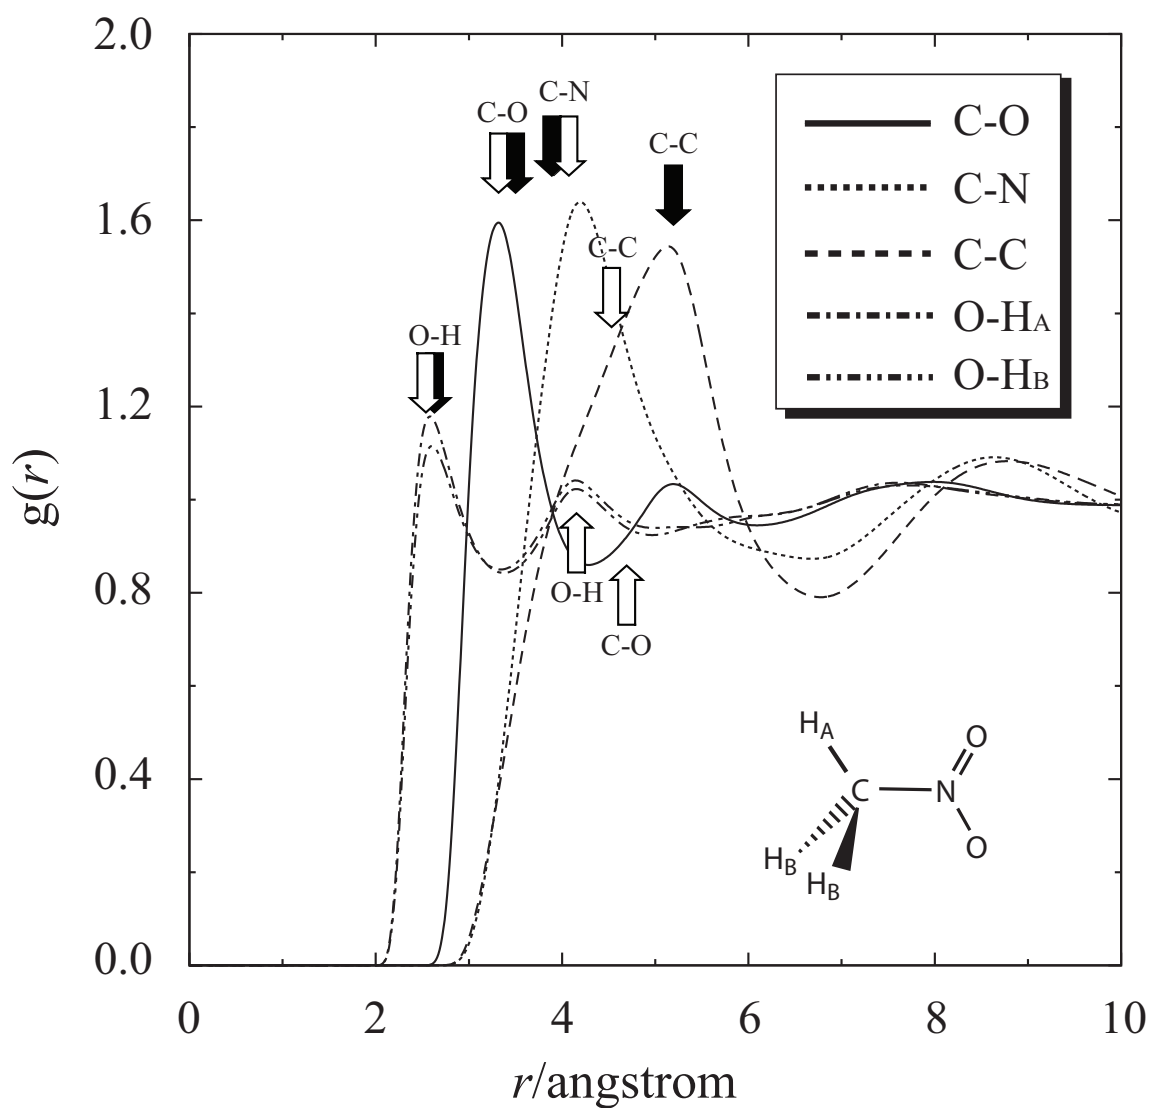 2.0
1.6
1.2
0.8
0.4
0.0
g(r)
C-O
C-N
C-C
C-C
O-H
O-H
C-O
C-O
C-N
C-C
O-HA
O-HB
HA
O
C
N
HB
HB
O
0
2
4
6
8
10
r/angstrom